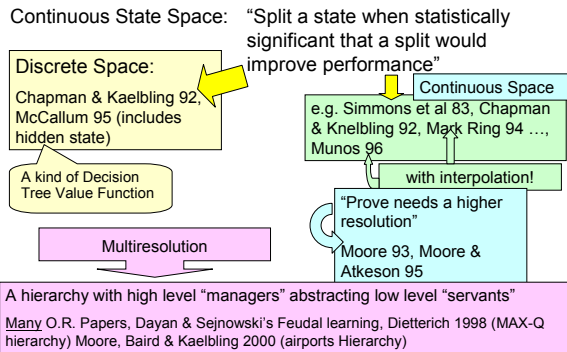 Continuous State Space:
“Split a state when statistically
significant that a split would
improve performance”
Discrete Space:
Chapman & Kaelbling 92,
McCallum 95 (includes
hidden state)
A kind of Decision
Tree Value Function
Continuous Space
e.g. Simmons et al 83, Chapman
& Knelbling 92, Mark Ring 94 …,
Munos 96
with interpolation!
“Prove needs a higher
resolution”
Moore 93, Moore &
Atkeson 95
Multiresolution
A hierarchy with high level “managers” abstracting low level “servants”
Many O.R. Papers, Dayan & Sejnowski’s Feudal learning, Dietterich 1998 (MAX-Q
hierarchy) Moore, Baird & Kaelbling 2000 (airports Hierarchy)